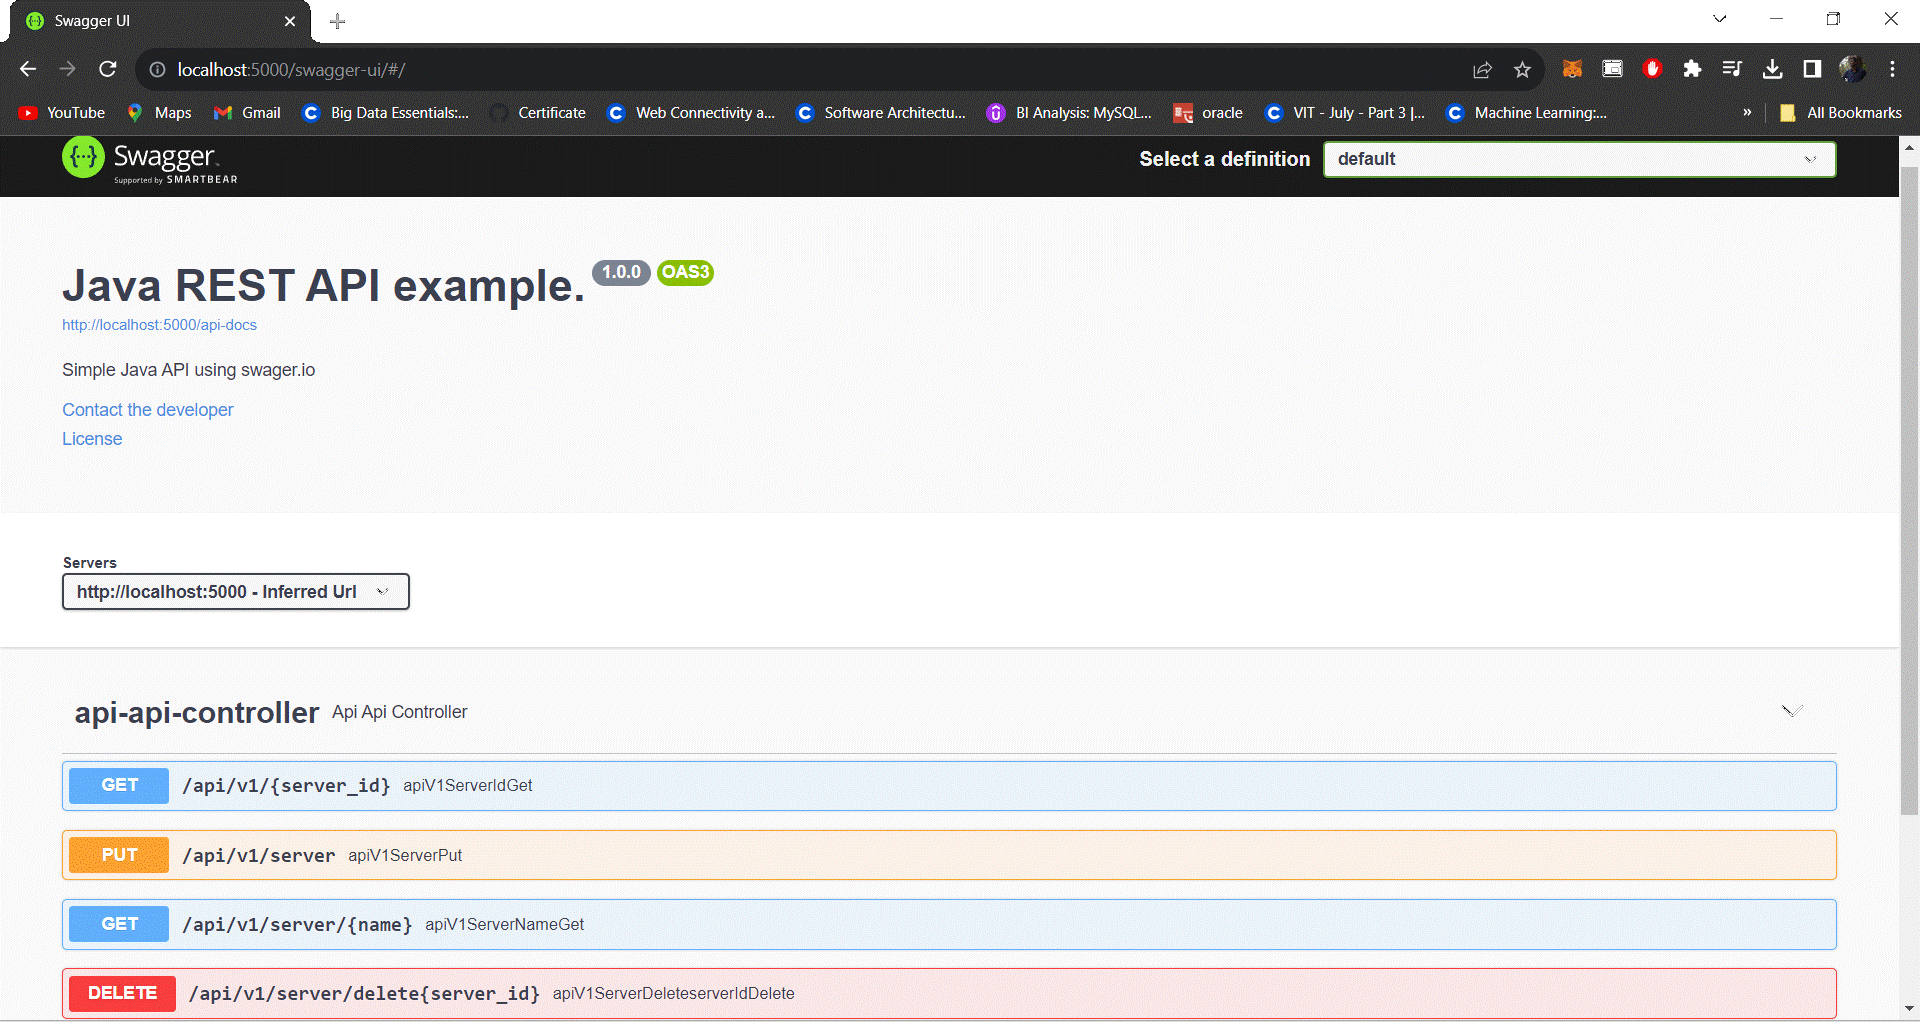 Swagger UI
localhost:5000/swagger-ui/#/
YouTube Maps Gmail Big Data Essentials:... Certificate Web Connectivity a... Software Architectu... BI Analysis: MySQL... oracle VIT - July - Part 3 |... Machine Learning:... » All Bookmarks
Swagger
Supported by SMARTBEAR
Select a definition default
Java REST API example. 1.0.0 OAS3
http://localhost:5000/api-docs
Simple Java API using swager.io
Contact the developer
License
Servers
http://localhost:5000 - Inferred Url
api-api-controller Api Api Controller
GET /api/v1/{server_id} apiV1ServerIdGet
PUT /api/v1/server apiV1ServerPut
GET /api/v1/server/{name} apiV1ServerNameGet
DELETE /api/v1/server/delete{server_id} apiV1ServerDeleteserverIdDelete